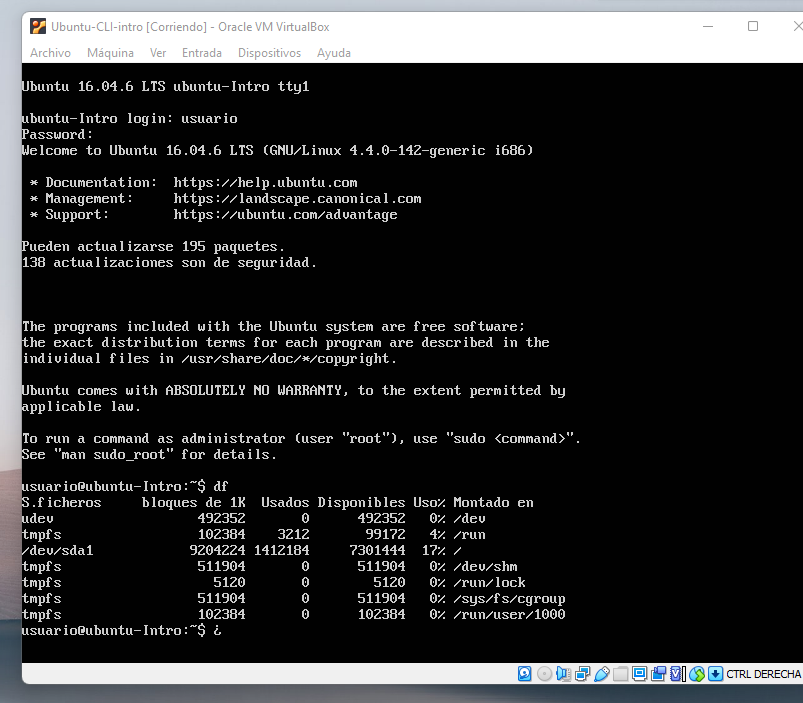 Ubuntu-CLI-intro [Corriendo] - Oracle VM VirtualBox
Archivo Máquina Ver Entrada Dispositivos Ayuda
Ubuntu 16.04.6 LTS ubuntu-Intro tty1
ubuntu-Intro login: usuario
Password:
Welcome to Ubuntu 16.04.6 LTS (GNU/Linux 4.4.0-142-generic i686)
* Documentation:  https://help.ubuntu.com
* Management:     https://landscape.canonical.com
* Support:        https://ubuntu.com/advantage
Pueden actualizarse 195 paquetes.
138 actualizaciones son de seguridad.
The programs included with the Ubuntu system are free software;
the exact distribution terms for each program are described in the
individual files in /usr/share/doc/*/copyright.
Ubuntu comes with ABSOLUTELY NO WARRANTY, to the extent permitted by
applicable law.
To run a command as administrator (user "root"), use "sudo <command>".
See "man sudo_root" for details.
usuario@ubuntu-Intro:~$ df
S.ficheros     bloques de 1K  Usados Disponibles Uso% Montado en
udev                  492352       0      492352   0% /dev
tmpfs                 102384    3212       99172   4% /run
/dev/sda1            9204224 1412184     7301444  17% /
tmpfs                 511904       0      511904   0% /dev/shm
tmpfs                   5120       0        5120   0% /run/lock
tmpfs                 511904       0      511904   0% /sys/fs/cgroup
tmpfs                 102384       0      102384   0% /run/user/1000
usuario@ubuntu-Intro:~$ ¿
CTRL DERECHA